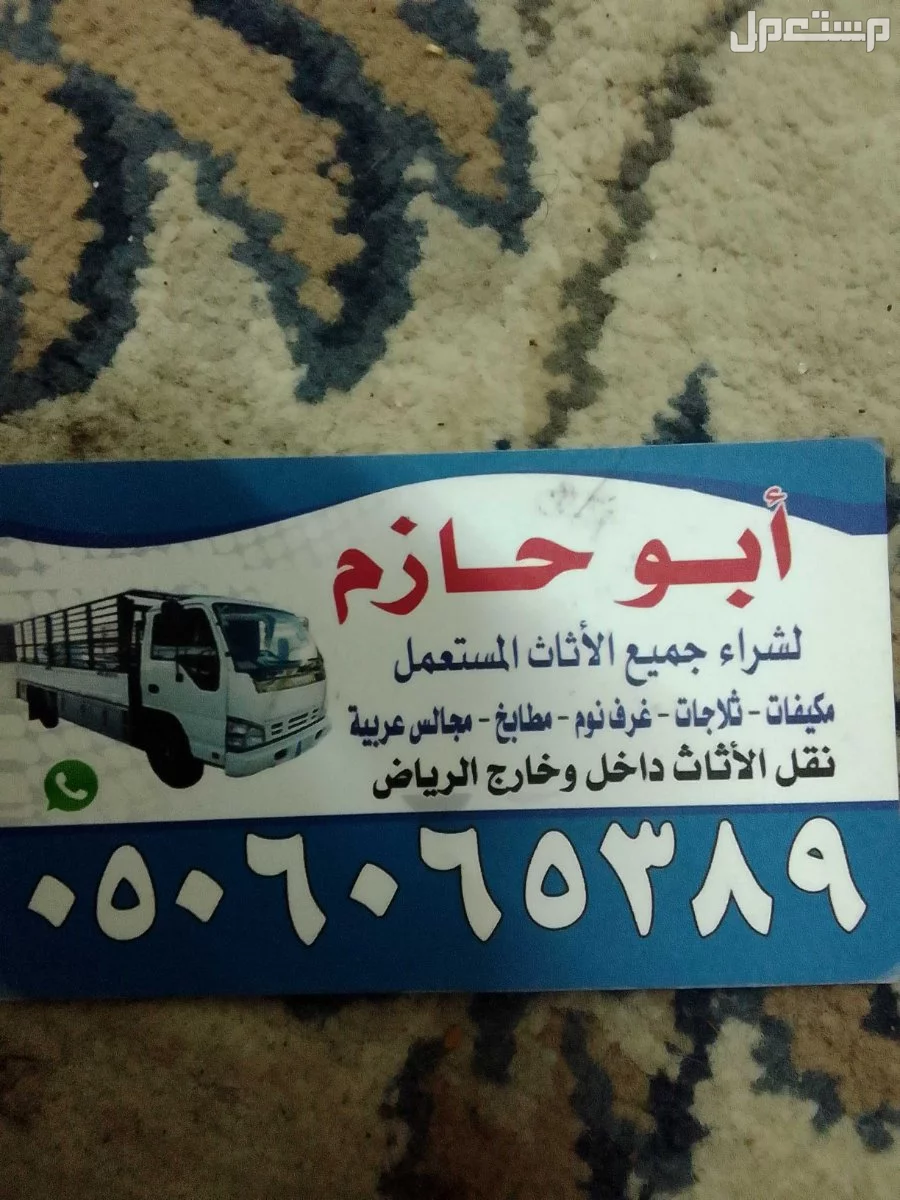 مستعمل
أبو حازم
لشراء جميع الأثاث المستعمل
مكيفات - ثلاجات - غرف نوم - مطابخ - مجالس عربية
نقل الأثاث داخل وخارج الرياض
٠٥٠٦٠٦٥٣٨٩